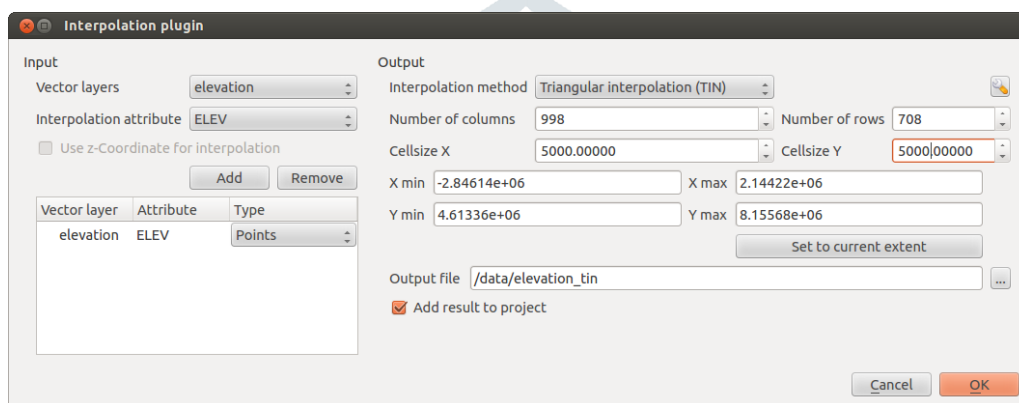 Interpolation plugin
Input
Vector layers elevation
Interpolation attribute ELEV
Use z-Coordinate for interpolation
Add Remove
Vector layer Attribute Type
elevation ELEV Points
Output
Interpolation method Triangular interpolation (TIN)
Number of columns 998 Number of rows 708
Cellsize X 5000.00000 Cellsize Y 5000.00000
X min -2.84614e+06 X max 2.14422e+06
Y min 4.61336e+06 Y max 8.15568e+06
Set to current extent
Output file /data/elevation_tin ...
Add result to project
Cancel OK